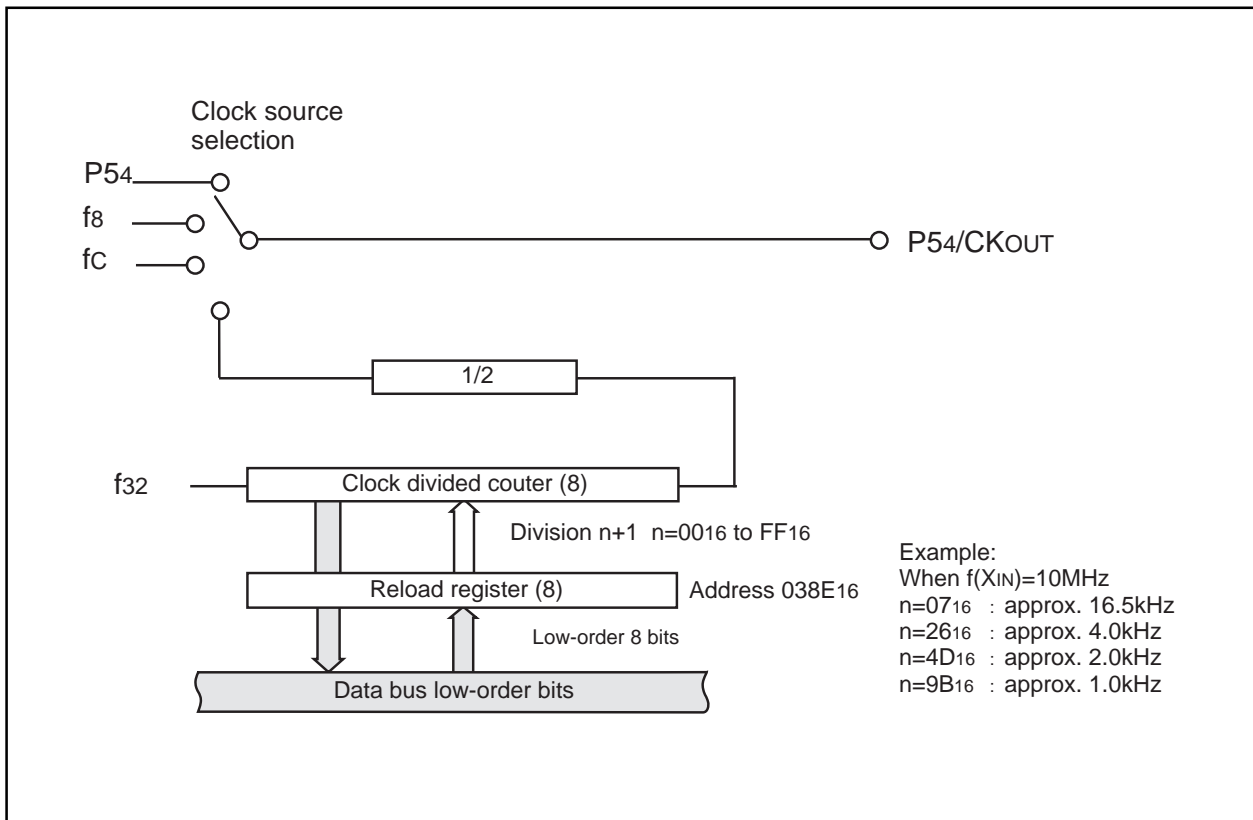 Clock source
selection
P54
f8
fC
P54/CKOUT
1/2
f32
Clock divided couter (8)
Division n+1 n=0016 to FF16
Reload register (8)
Address 038E16
Low-order 8 bits
Data bus low-order bits
Example:
When f(XIN)=10MHz
n=0716 : approx. 16.5kHz
n=2616 : approx. 4.0kHz
n=4D16 : approx. 2.0kHz
n=9B16 : approx. 1.0kHz